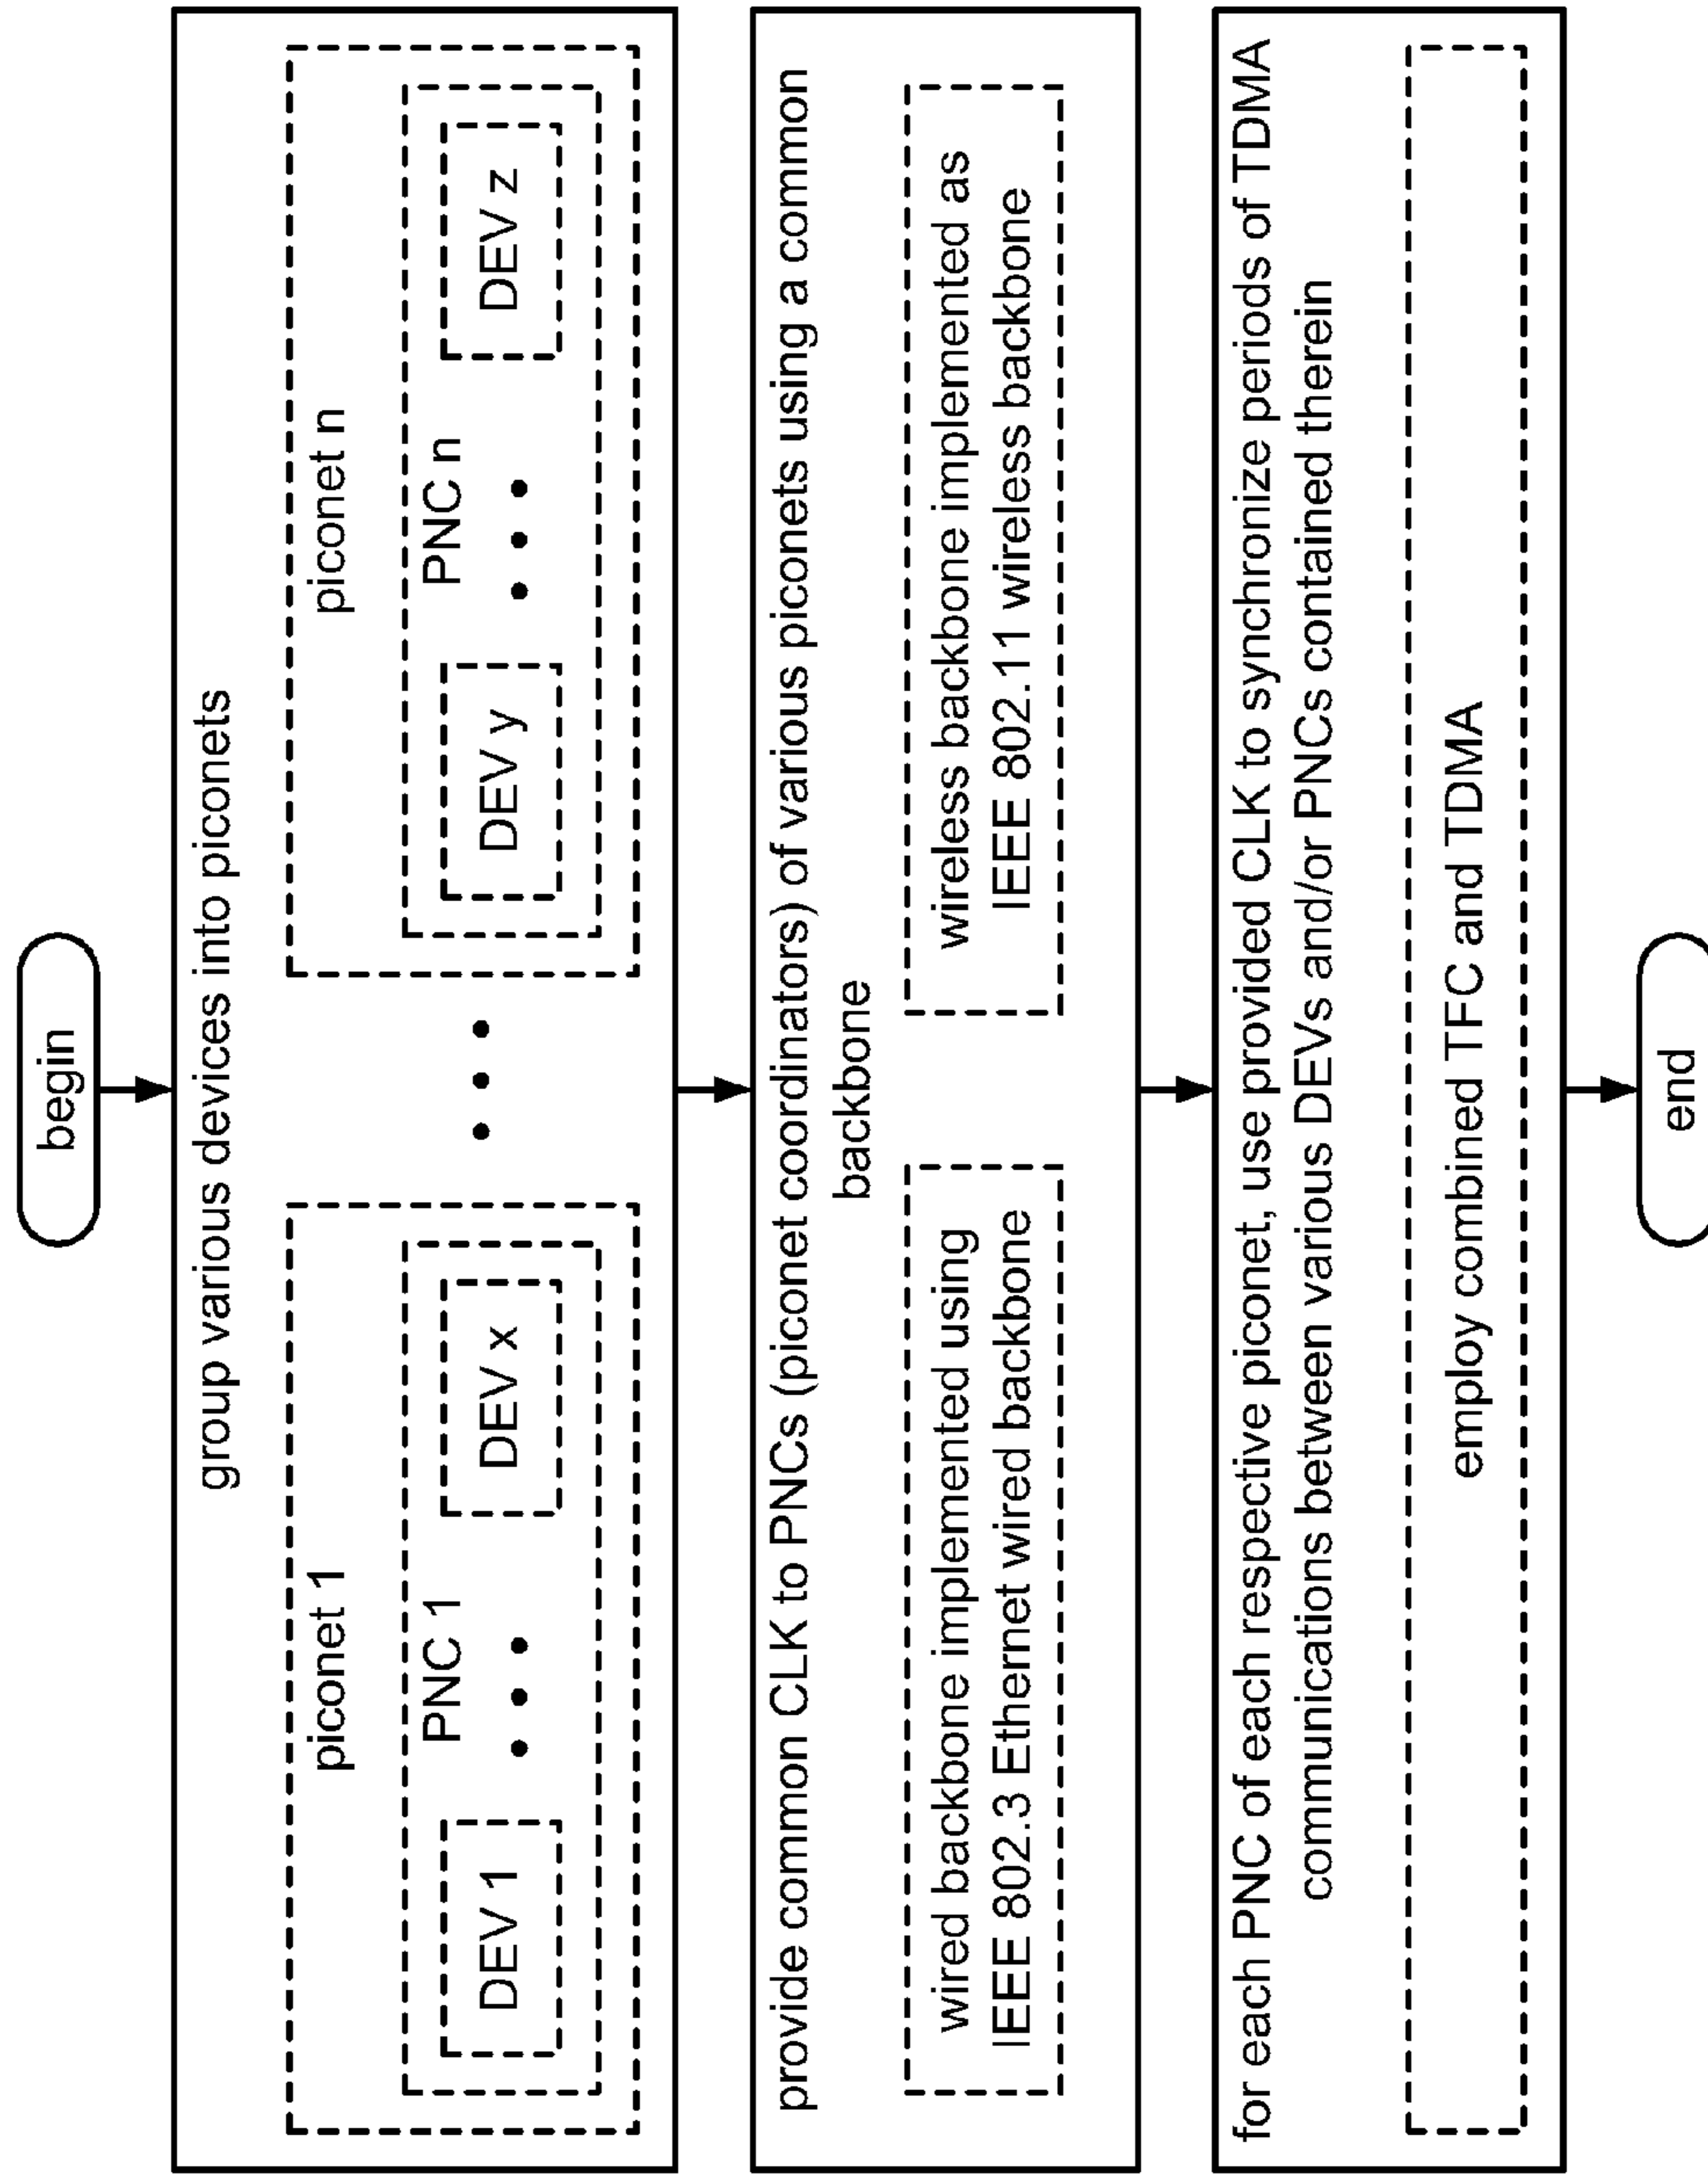 begin
group various devices into piconets
piconet 1
PNC 1
DEV 1
DEV x
piconet n
PNC n
DEV y
DEV z
provide common CLK to PNCs (piconet coordinators) of various piconets using a common
backbone
wired backbone implemented using
IEEE 802.3 Ethernet wired backbone
wireless backbone implemented as
IEEE 802.11 wireless backbone
for each PNC of each respective piconet, use provided CLK to synchronize periods of TDMA
communications between various DEVs and/or PNCs contained therein
employ combined TFC and TDMA
end